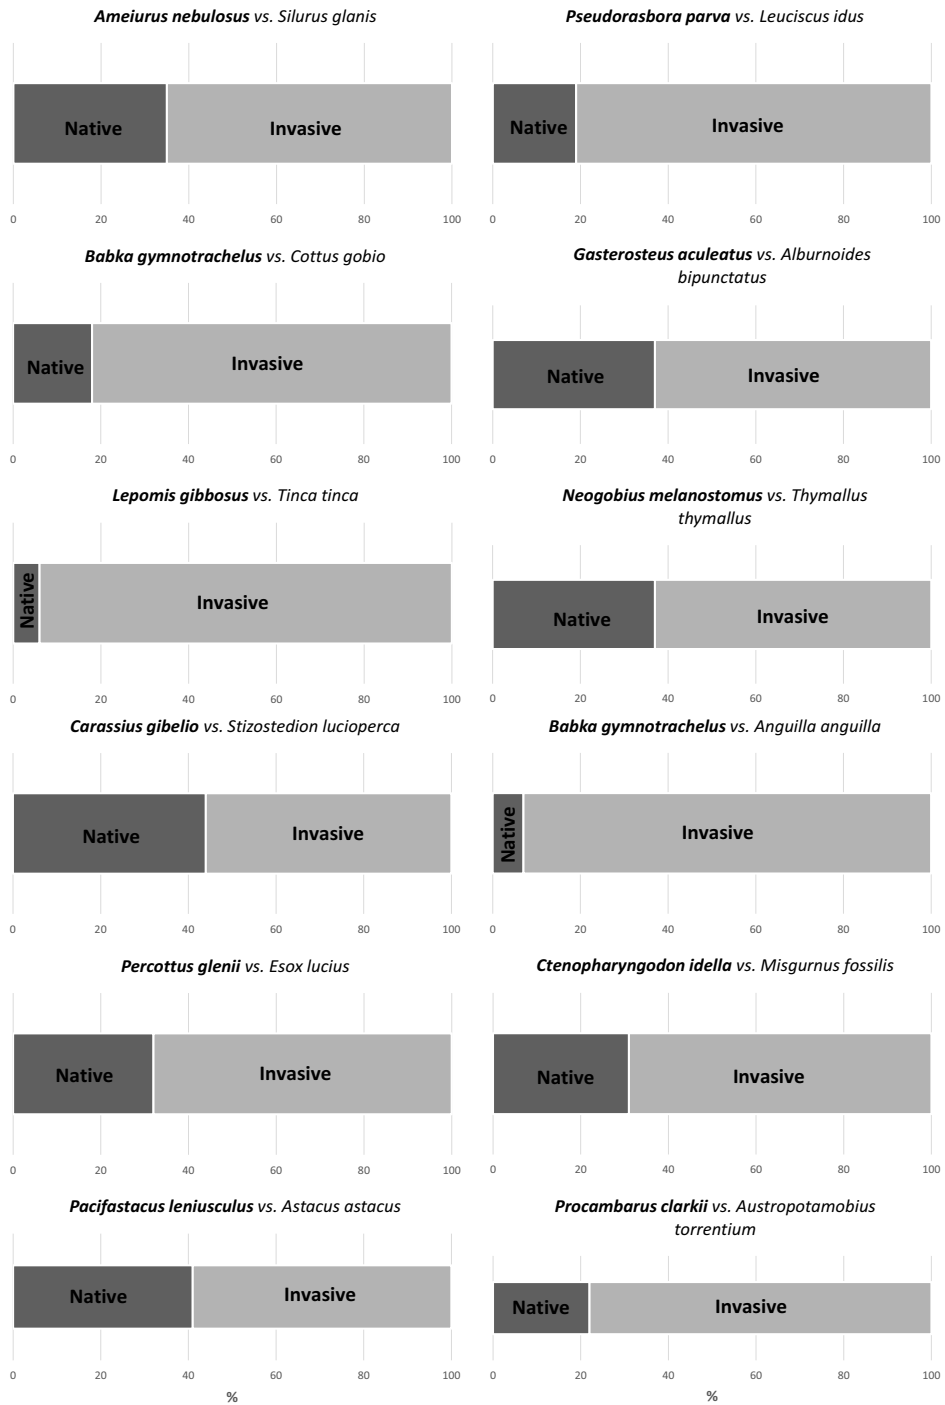 Ameiurus nebulosus vs. Silurus glanis
Native
Invasive
0 20 40 60 80 100
Pseudorasbora parva vs. Leuciscus idus
Native
Invasive
0 20 40 60 80 100
Babka gymnotrachelus vs. Cottus gobio
Native
Invasive
0 20 40 60 80 100
Gasterosteus aculeatus vs. Alburnoides
bipunctatus
Native
Invasive
0 20 40 60 80 100
Lepomis gibbosus vs. Tinca tinca
Native
Invasive
0 20 40 60 80 100
Neogobius melanostomus vs. Thymallus
thymallus
Native
Invasive
0 20 40 60 80 100
Carassius gibelio vs. Stizostedion lucioperca
Native
Invasive
0 20 40 60 80 100
Babka gymnotrachelus vs. Anguilla anguilla
Native
Invasive
0 20 40 60 80 100
Percottus glenii vs. Esox lucius
Native
Invasive
0 20 40 60 80 100
Ctenopharyngodon idella vs. Misgurnus fossilis
Native
Invasive
0 20 40 60 80 100
Pacifastacus leniusculus vs. Astacus astacus
Native
Invasive
0 20 40 60 80 100
%
Procambarus clarkii vs. Austropotamobius
torrentium
Native
Invasive
0 20 40 60 80 100
%